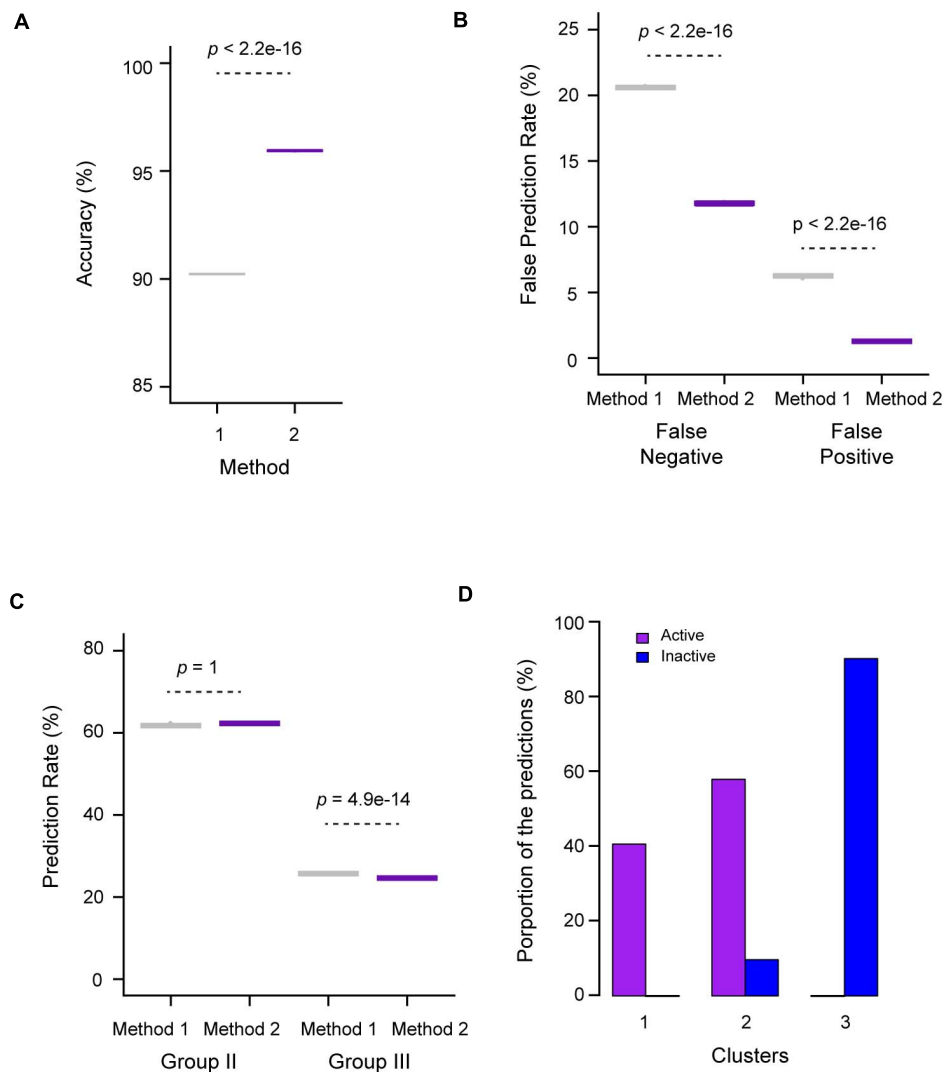 A
p < 2.2e-16
100
95
90
85
Accuracy (%)
1 2
Method
B
p < 2.2e-16
p < 2.2e-16
25
20
15
10
5
0
False Prediction Rate (%)
Method 1 Method 2 Method 1 Method 2
False Negative
False Positive
C
p = 1
p = 4.9e-14
80
60
40
20
0
Prediction Rate (%)
Method 1 Method 2 Method 1 Method 2
Group II Group III
D
Active
Inactive
100
80
60
40
20
0
Porportion of the predictions (%)
1 2 3
Clusters